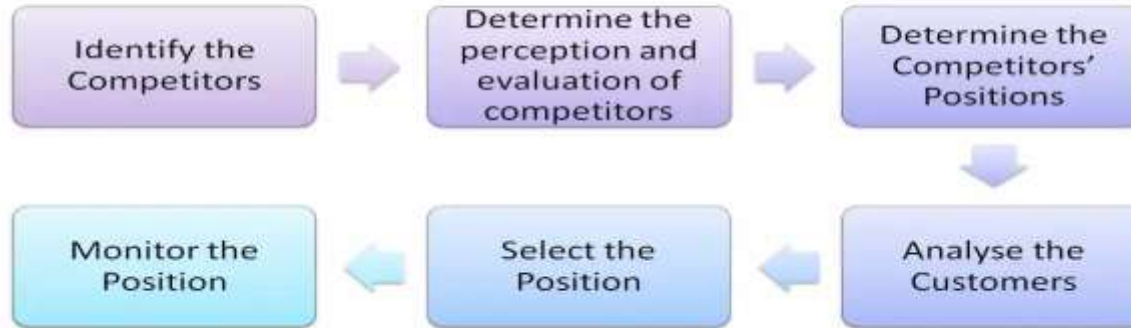 Identify the
Competitors
Determine the
perception and
evaluation of
competitors
Determine the
Competitors’
Positions
Analyse the
Customers
Select the
Position
Monitor the
Position